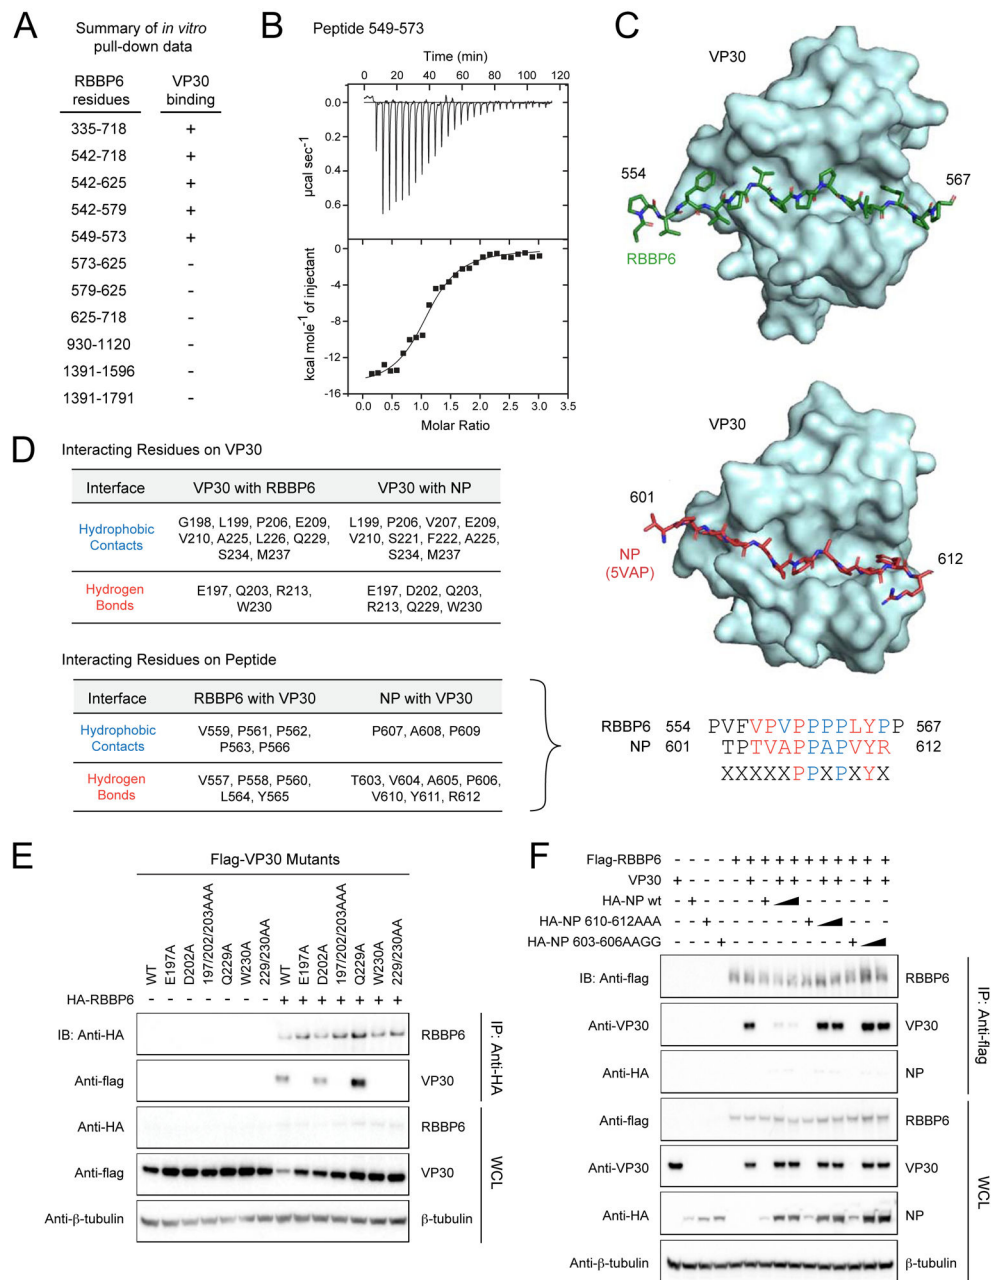 A
Summary of in vitro
pull-down data
RBBP6 residues VP30 binding
335-718 +
542-718 +
542-625 +
542-579 +
549-573 +
573-625 -
579-625 -
625-718 -
930-1120 -
1391-1596 -
1391-1791 -
B
Peptide 549-573
Time (min)
0 20 40 60 80 100 120
0.0
0.2
0.4
0.6
µcal sec-1
0
-4
-8
-12
-16
kcal mole-1 of injectant
0.0 0.5 1.0 1.5 2.0 2.5 3.0 3.5
Molar Ratio
C
VP30
554
567
RBBP6
VP30
601
612
NP
(5VAP)
RBBP6 554 PVFVPVPPPPLYPP 567
NP 601 TPTVAPPAPVYR 612
XXXXXPPXPXYX
D
Interacting Residues on VP30
Interface VP30 with RBBP6 VP30 with NP
Hydrophobic Contacts G198, L199, P206, E209, V210, A225, L226, Q229, S234, M237 L199, P206, V207, E209, V210, S221, F222, A225, S234, M237
Hydrogen Bonds E197, Q203, R213, W230 E197, D202, Q203, R213, Q229, W230
Interacting Residues on Peptide
Interface RBBP6 with VP30 NP with VP30
Hydrophobic Contacts V559, P561, P562, P563, P566 P607, A608, P609
Hydrogen Bonds V557, P558, P560, L564, Y565 T603, V604, A605, P606, V610, Y611, R612
E
Flag-VP30 Mutants
WT E197A D202A 197/202/203AAA Q229A W230A 229/230AA WT E197A D202A 197/202/203AAA Q229A W230A 229/230AA
HA-RBBP6 - - - - - - - + + + + + + +
IB: Anti-HA RBBP6
Anti-flag VP30
IP: Anti-HA
Anti-HA RBBP6
Anti-flag VP30
Anti-β-tubulin β-tubulin
WCL
F
Flag-RBBP6 - - - - + + + + + + + + + + +
VP30 + - - - - + - + + - + + - + +
HA-NP wt - + - - - - + - - - - - -
HA-NP 610-612AAA - - + - - - - - - + - - -
HA-NP 603-606AAGG - - - + - - - - - - - - +
IB: Anti-flag RBBP6
Anti-VP30 VP30
Anti-HA NP
IP: Anti-flag
Anti-flag RBBP6
Anti-VP30 VP30
Anti-HA NP
Anti-β-tubulin β-tubulin
WCL